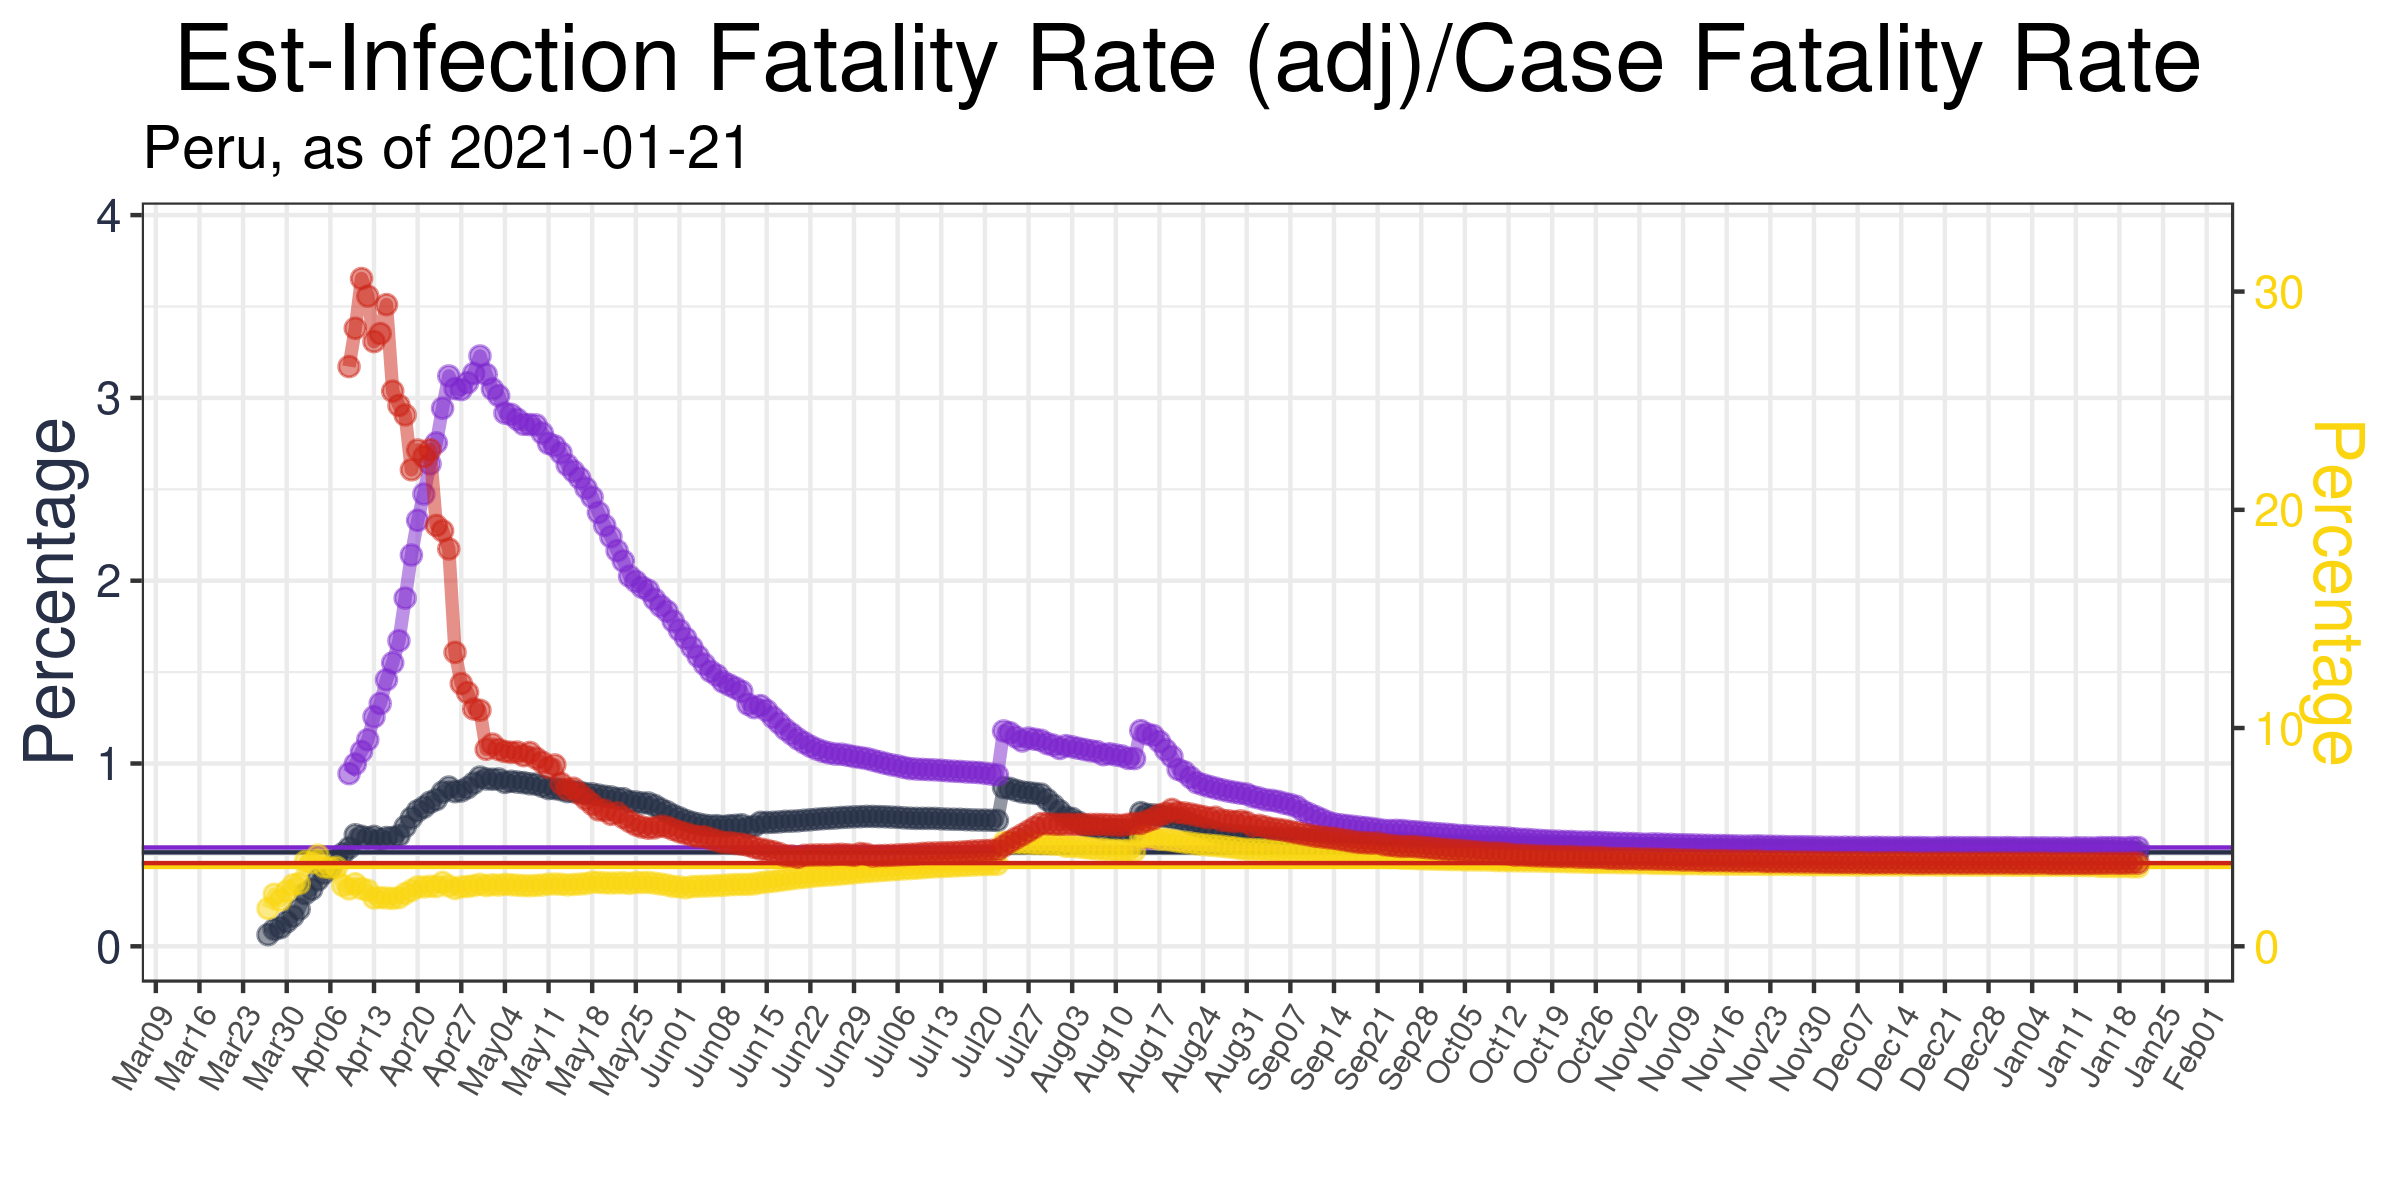 Est-Infection Fatality Rate (adj)/Case Fatality Rate
Peru, as of 2021-01-21
Percentage
4
3
2
1
0
30
20
10
0
Percentage
Mar09
Mar16
Mar23
Mar30
Apr06
Apr13
Apr20
Apr27
May04
May11
May18
May25
Jun01
Jun08
Jun15
Jun22
Jun29
Jul06
Jul13
Jul20
Jul27
Aug03
Aug10
Aug17
Aug24
Aug31
Sep07
Sep14
Sep21
Sep28
Oct05
Oct12
Oct19
Oct26
Nov02
Nov09
Nov16
Nov23
Nov30
Dec07
Dec14
Dec21
Dec28
Jan04
Jan11
Jan18
Jan25
Feb01